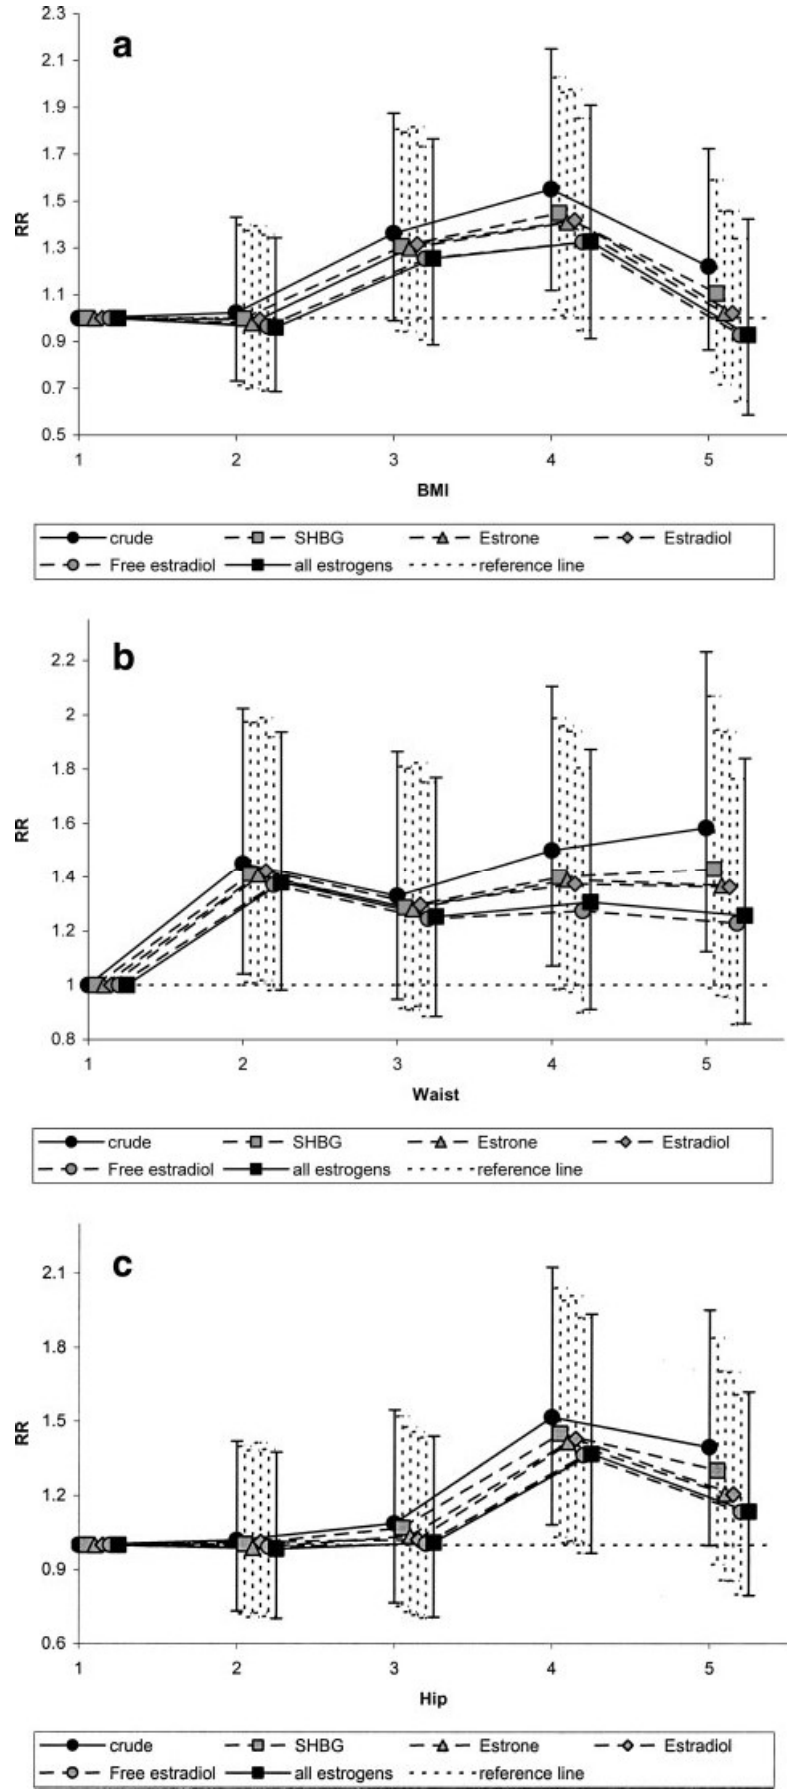 a
2.3
2.1
1.9
1.7
1.5
1.3
1.1
0.9
0.7
0.5
RR
1 2 3 4 5
BMI
crude SHBG Estrone Estradiol
Free estradiol all estrogens reference line
b
2.2
2
1.8
1.6
1.4
1.2
1
0.8
RR
1 2 3 4 5
Waist
crude SHBG Estrone Estradiol
Free estradiol all estrogens reference line
c
2.1
1.8
1.5
1.2
0.9
0.6
RR
1 2 3 4 5
Hip
crude SHBG Estrone Estradiol
Free estradiol all estrogens reference line